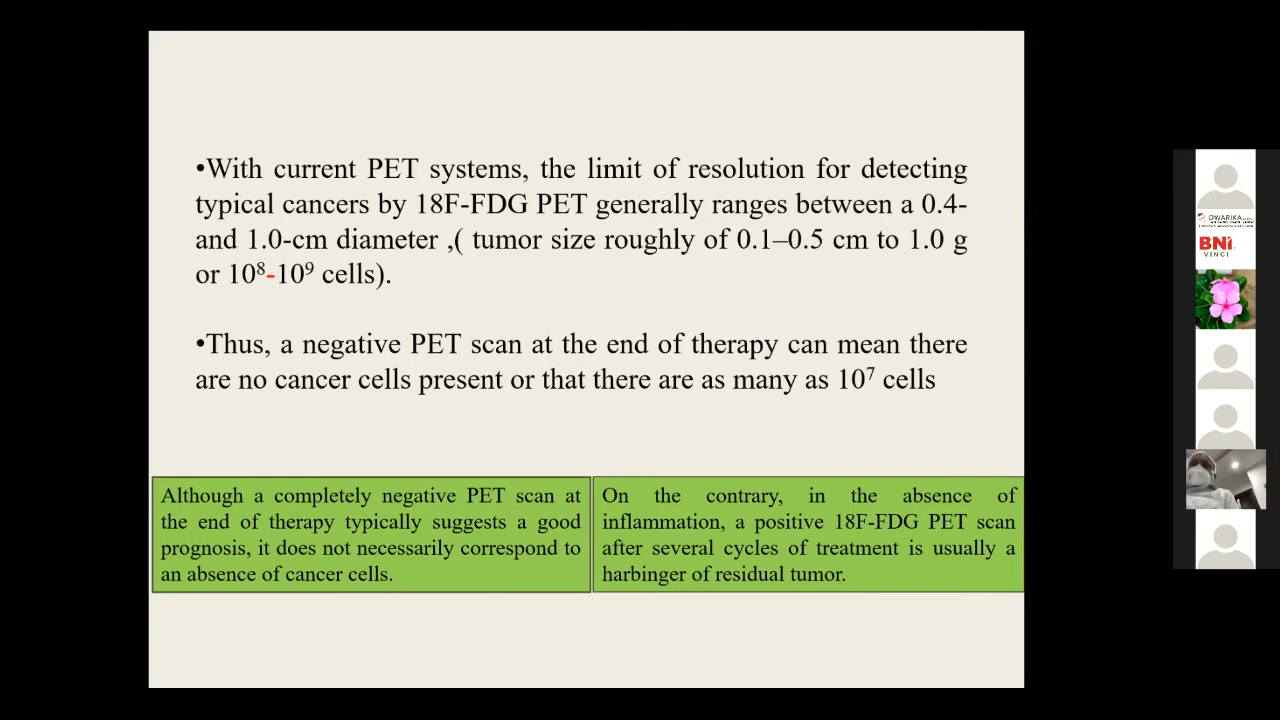 •With current PET systems, the limit of resolution for detecting
typical cancers by 18F-FDG PET generally ranges between a 0.4-
and 1.0-cm diameter ,( tumor size roughly of 0.1–0.5 cm to 1.0 g
or 10⁸-10⁹ cells).
•Thus, a negative PET scan at the end of therapy can mean there
are no cancer cells present or that there are as many as 10⁷ cells
Although a completely negative PET scan at
the end of therapy typically suggests a good
prognosis, it does not necessarily correspond to
an absence of cancer cells.
On the contrary, in the absence of
inflammation, a positive 18F-FDG PET scan
after several cycles of treatment is usually a
harbinger of residual tumor.
DWARIKA
BNI
VINCI